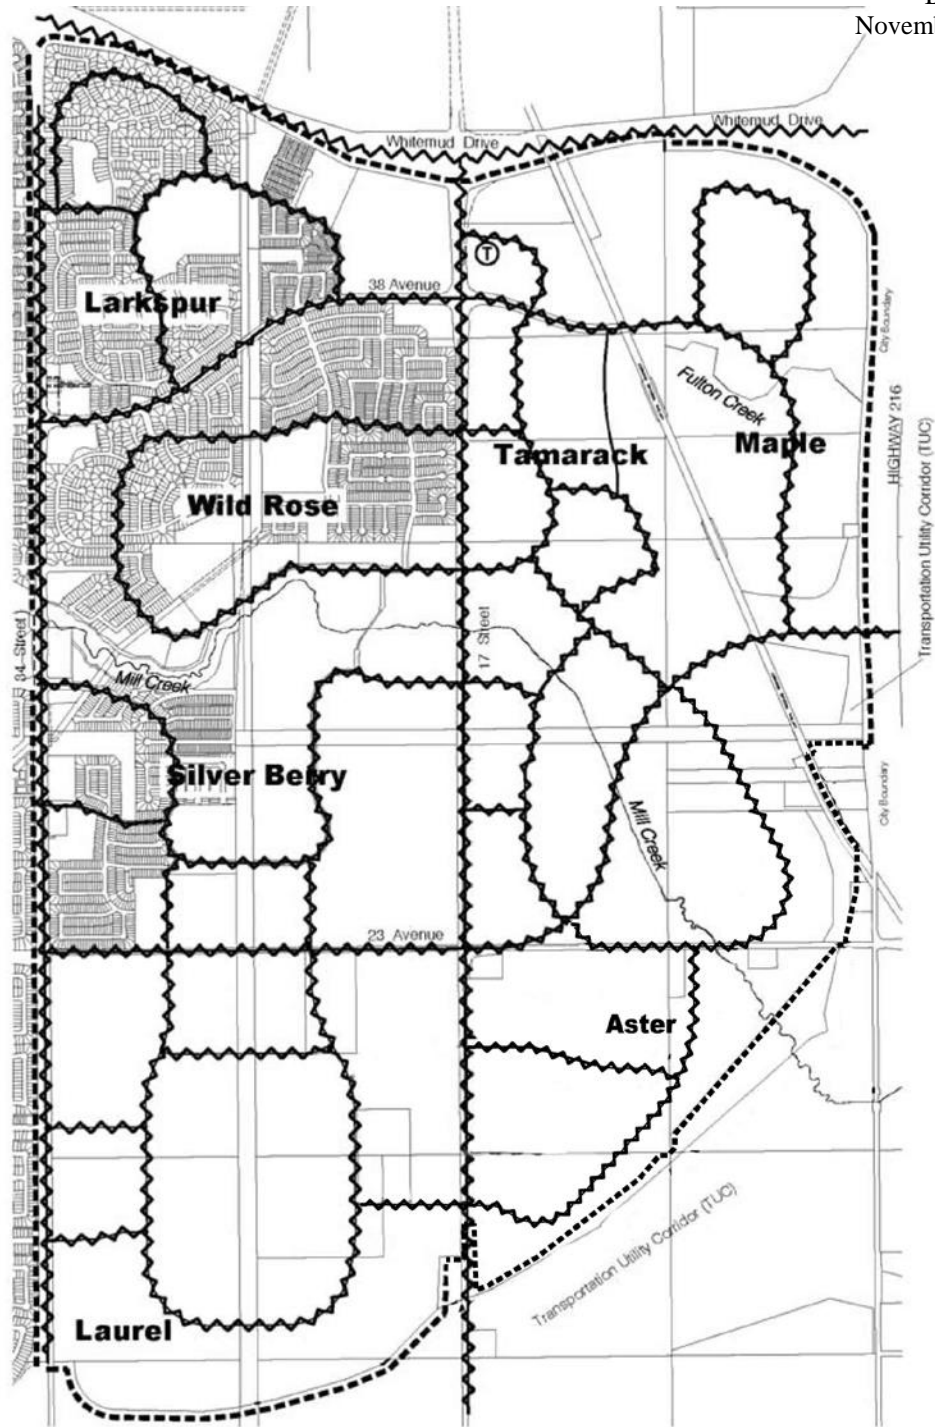 Novemb
Whitemud Drive
Whitemud Drive
T
38 Avenue
Larkspur
City Boundary
Fulton Creek
Maple
HIGHWAY 216
Tamarack
Wild Rose
Transportation Utility Corridor (TUC)
34 Street
17 Street
Mill Creek
Silver Berry
City Boundary
Mill Creek
23 Avenue
Aster
Transportation Utility Corridor (TUC)
Laurel